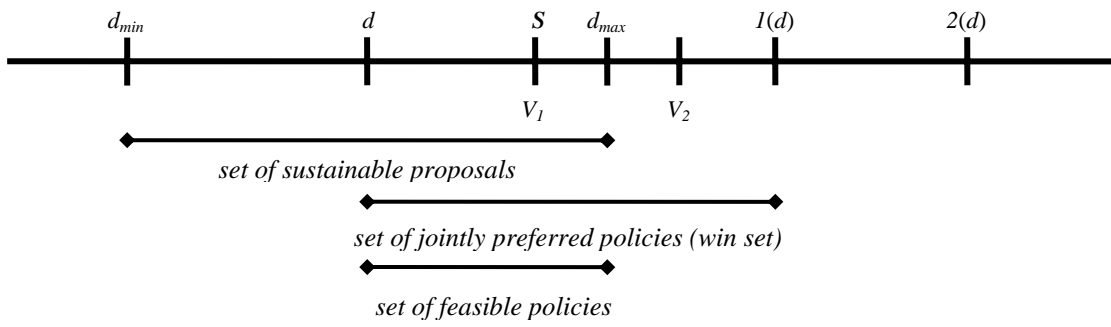 d_min d S d_max 1(d) 2(d)
V_1 V_2
set of sustainable proposals
set of jointly preferred policies (win set)
set of feasible policies